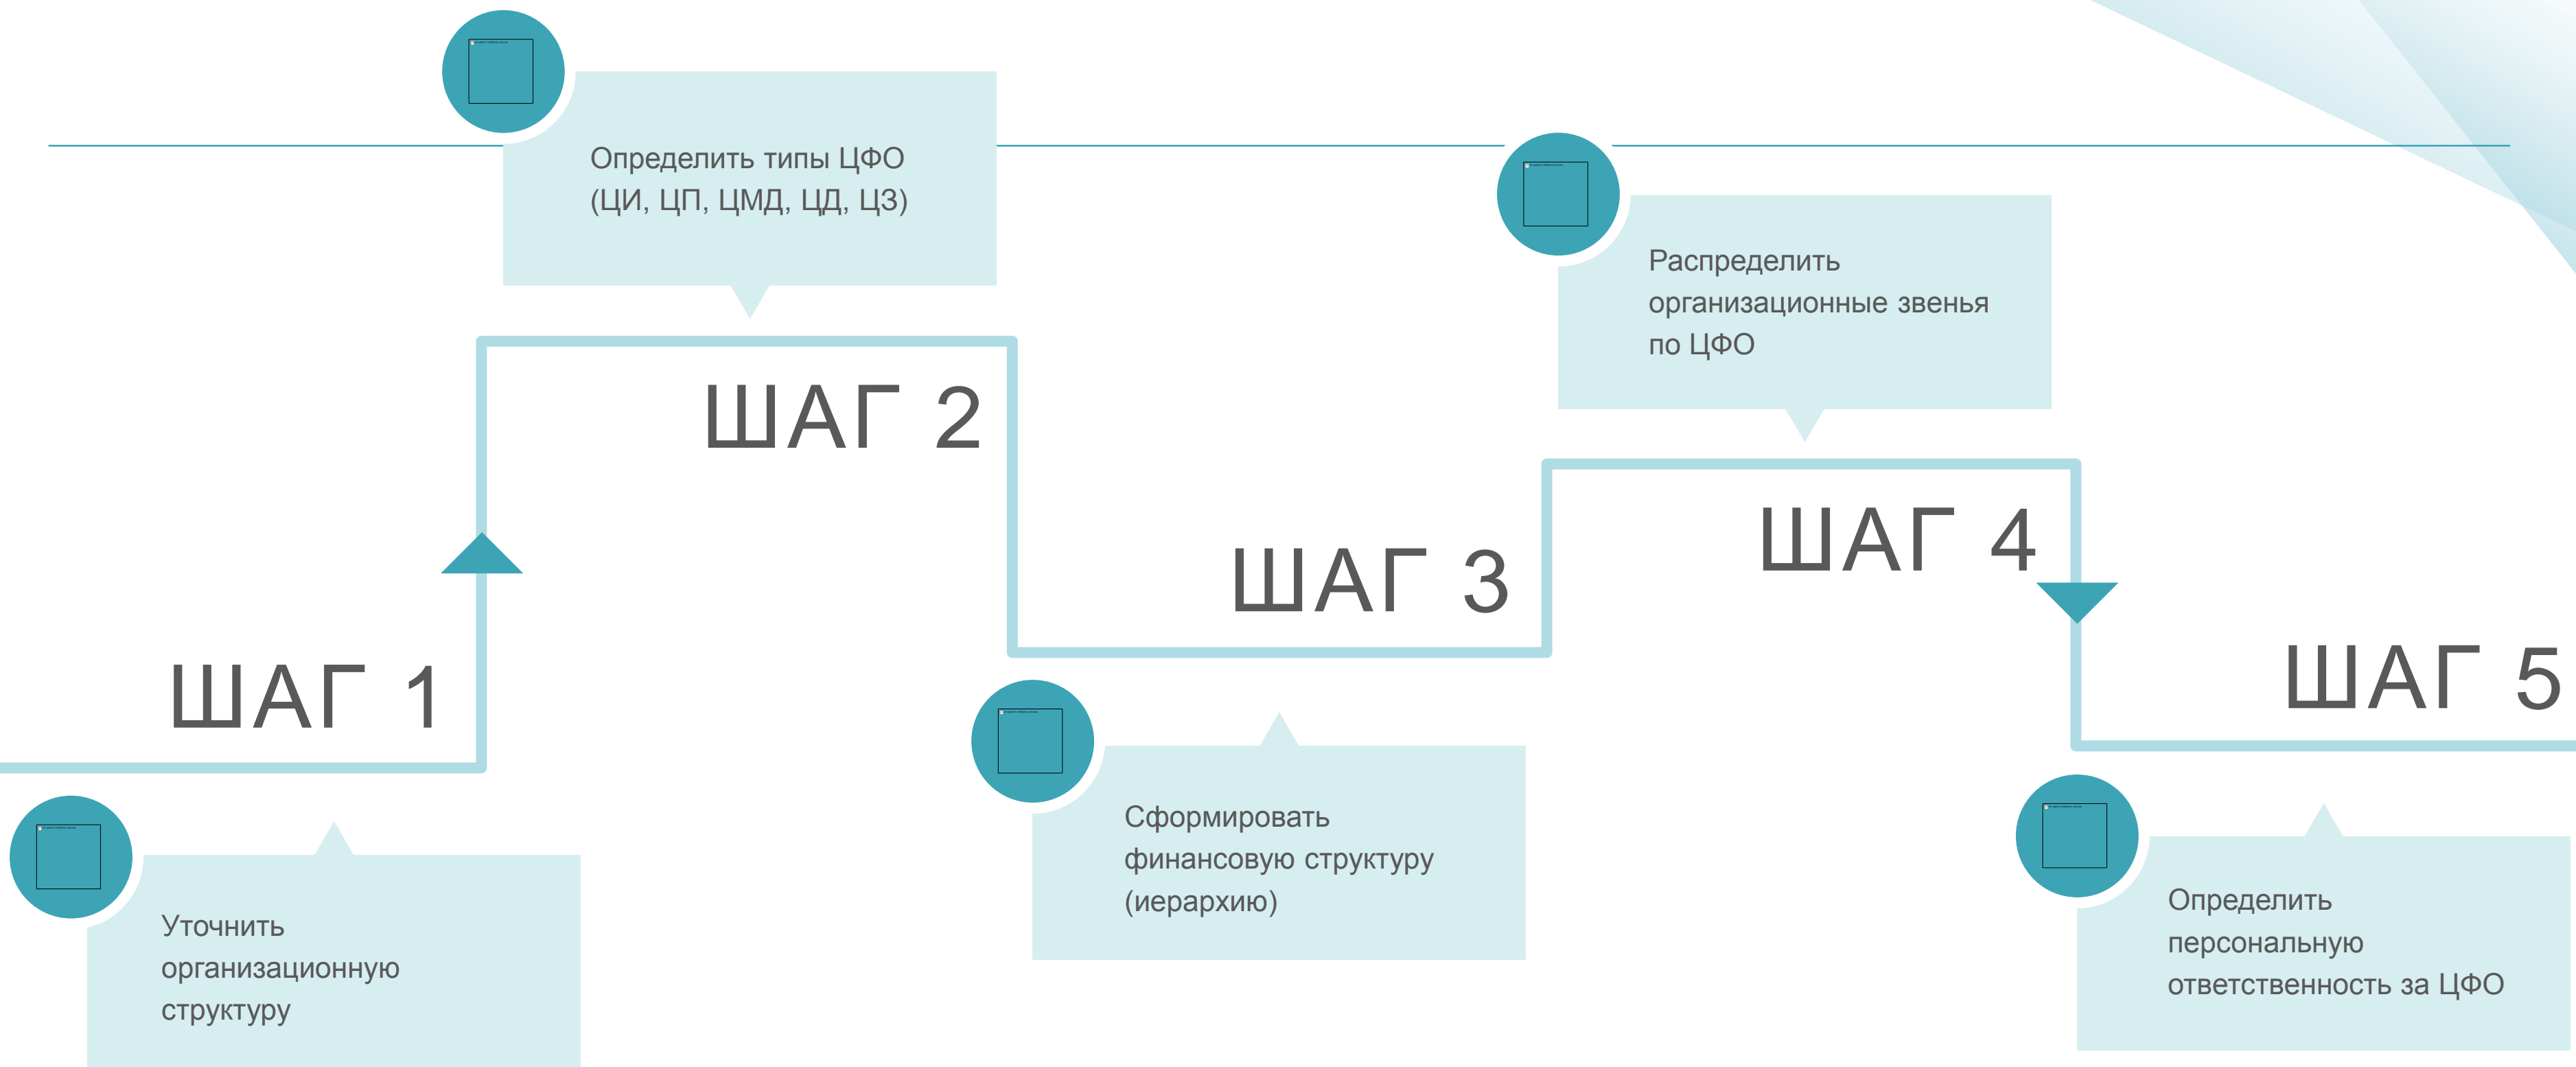 ШАГ 1
Уточнить
организационную
структуру
Определить типы ЦФО
(ЦИ, ЦП, ЦМД, ЦД, ЦЗ)
ШАГ 2
ШАГ 3
Сформировать
финансовую структуру
(иерархию)
Распределить
организационные звенья
по ЦФО
ШАГ 4
ШАГ 5
Определить
персональную
ответственность за ЦФО